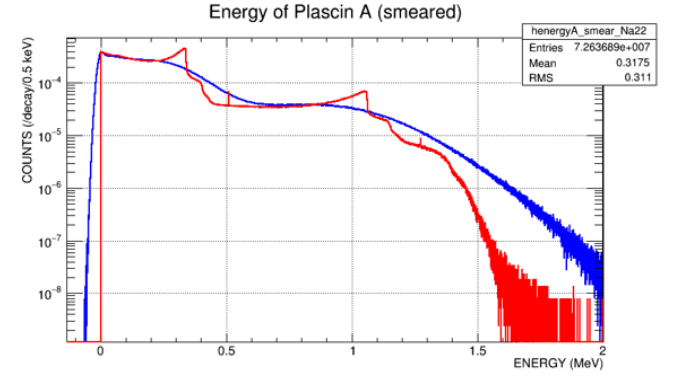 Energy of Plascin A (smeared)
henergyA_smear_Na22
Entries 7.263689e+007
Mean 0.3175
RMS 0.311
COUNTS (/decay/0.5 keV)
10⁻⁴
10⁻⁵
10⁻⁶
10⁻⁷
10⁻⁸
0 0.5 1 1.5 2
ENERGY (MeV)